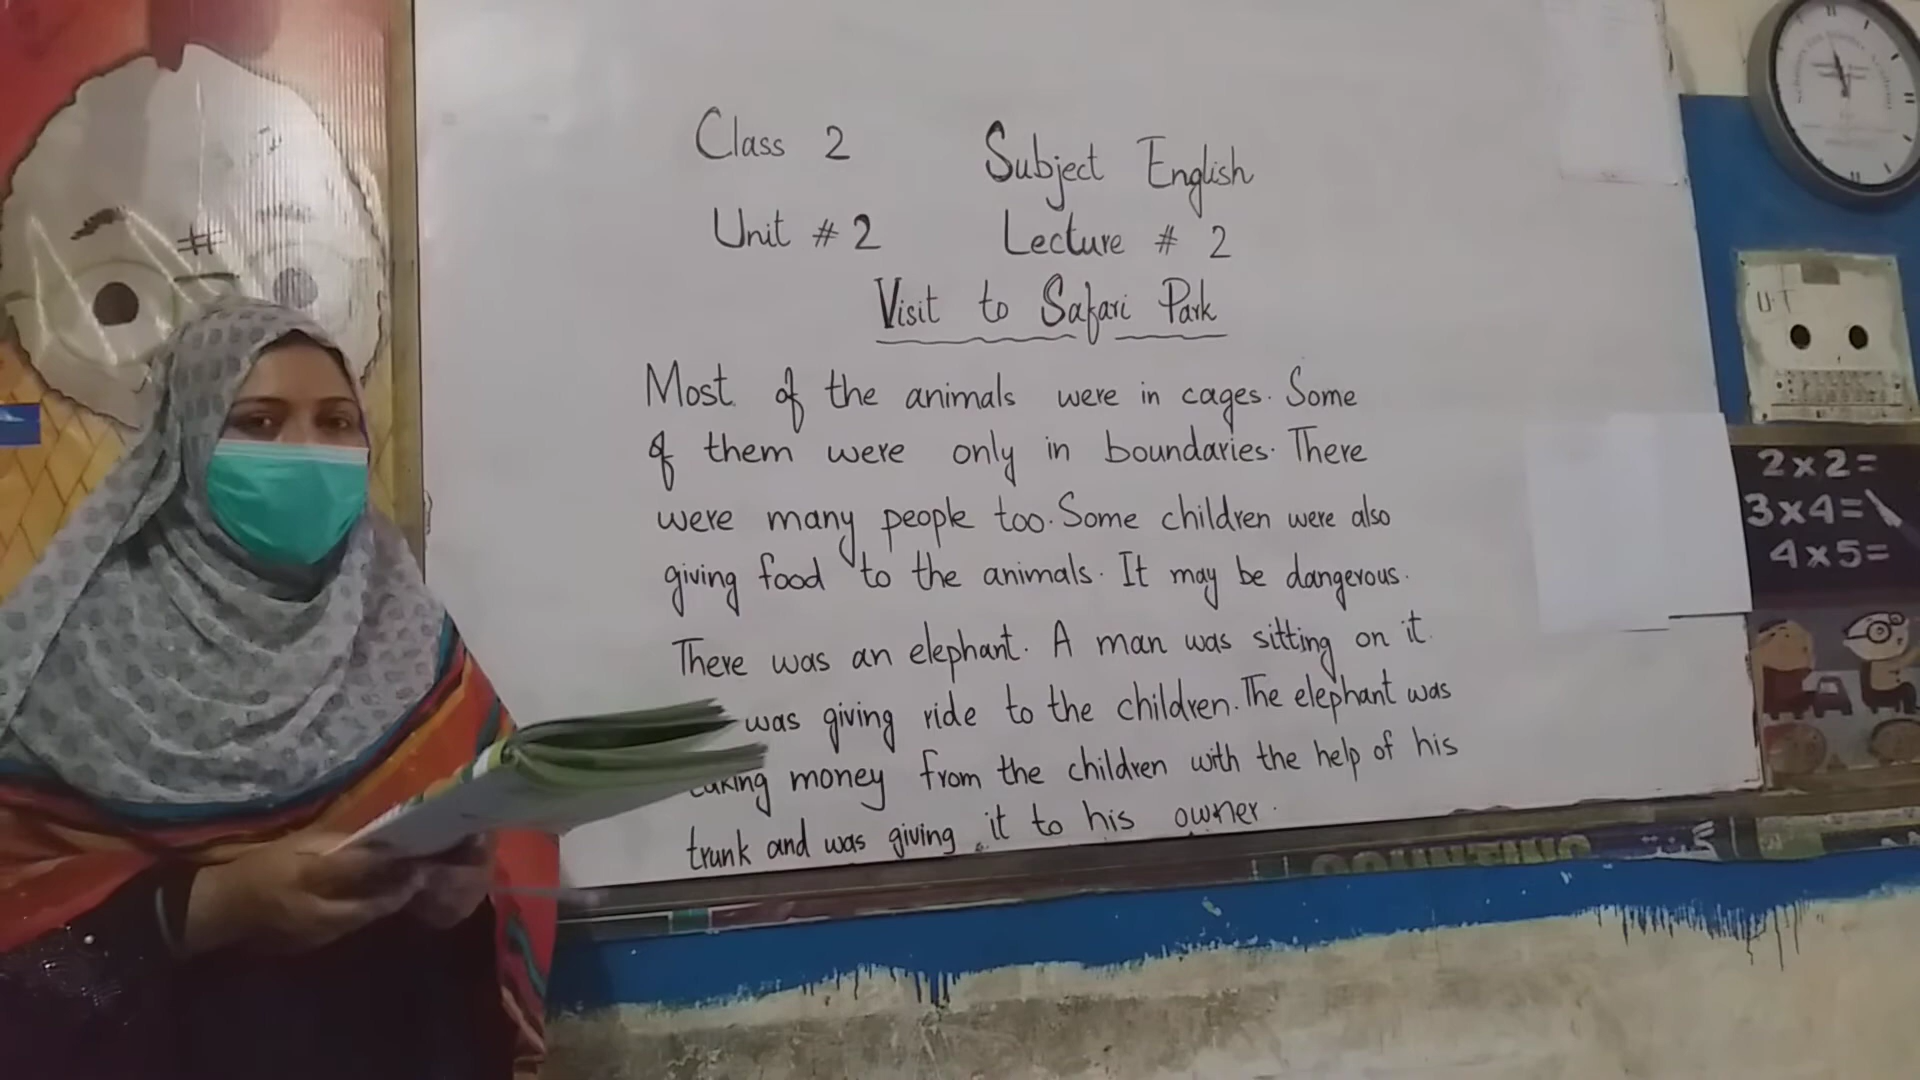 Class 2 Subject English
Unit # 2 Lecture # 2
Visit to Safari Park
Most of the animals were in cages. Some
of them were only in boundaries. There
were many people too. Some children were also
giving food to the animals. It may be dangerous.
There was an elephant. A man was sitting on it.
was giving ride to the children. The elephant was
taking money from the children with the help of his
trunk and was giving it to his owner.
U.T
2x2=
3x4=
4x5=
COUNTING گنتی